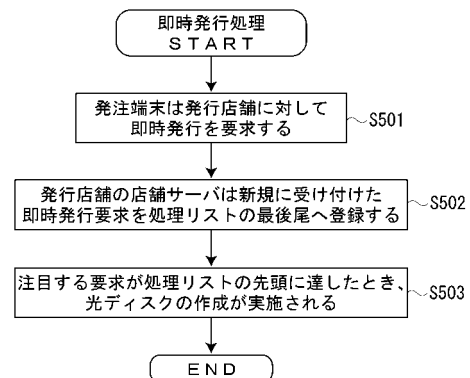 即時発行処理
ＳＴＡＲＴ
発注端末は発行店舗に対して
即時発行を要求する
S501
発行店舗の店舗サーバは新規に受け付けた
即時発行要求を処理リストの最後尾へ登録する
S502
注目する要求が処理リストの先頭に達したとき、
光ディスクの作成が実施される
S503
ＥＮＤ